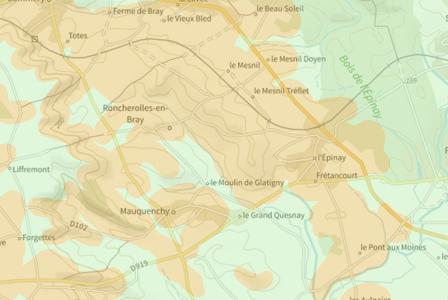 Ferme de Bray
le Vieux Bled
le Beau Soleil
Totes
le Mesnil
le Mesnil Doyen
Bois de l'Épinoy
le Mesnil Tréflet
Roncherolles-en-
Bray
l'Épinay
Liffremont
le Moulin de Glatigny
Frétancourt
Mauquenchy
le Grand Quesnay
D102
Forgettes
le Pont aux Moines
D919